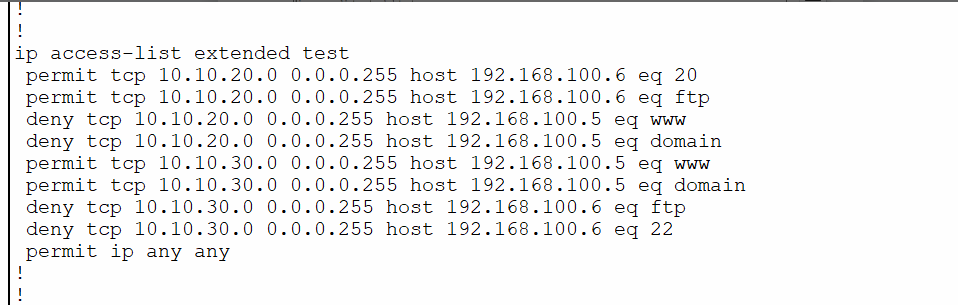 !
!
ip access-list extended test
 permit tcp 10.10.20.0 0.0.0.255 host 192.168.100.6 eq 20
 permit tcp 10.10.20.0 0.0.0.255 host 192.168.100.6 eq ftp
 deny tcp 10.10.20.0 0.0.0.255 host 192.168.100.5 eq www
 deny tcp 10.10.20.0 0.0.0.255 host 192.168.100.5 eq domain
 permit tcp 10.10.30.0 0.0.0.255 host 192.168.100.5 eq www
 permit tcp 10.10.30.0 0.0.0.255 host 192.168.100.5 eq domain
 deny tcp 10.10.30.0 0.0.0.255 host 192.168.100.6 eq ftp
 deny tcp 10.10.30.0 0.0.0.255 host 192.168.100.6 eq 22
 permit ip any any
!
!